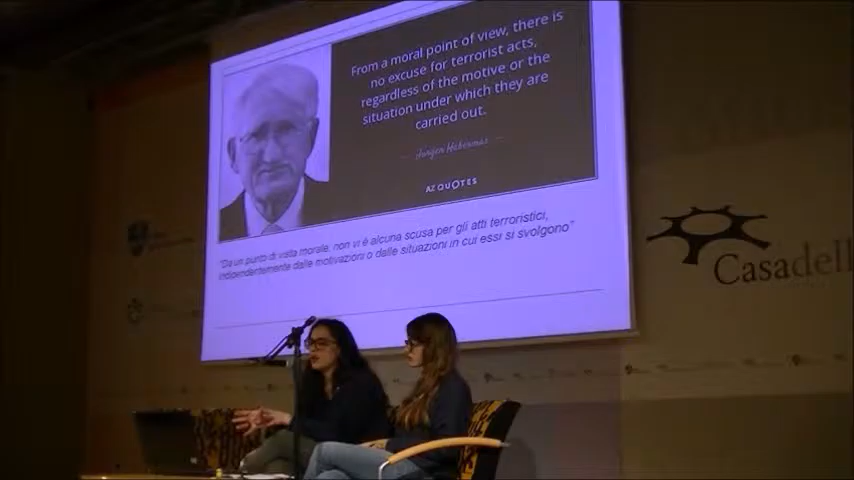 From a moral point of view, there is
no excuse for terrorist acts,
regardless of the motive or the
situation under which they are
carried out.
Jurgen Habermas
AZ QUOTES
"Da un punto di vista morale, non vi è alcuna scusa per gli atti terroristici,
indipendentemente dalle motivazioni o dalle situazioni in cui essi si svolgono"
Casadell